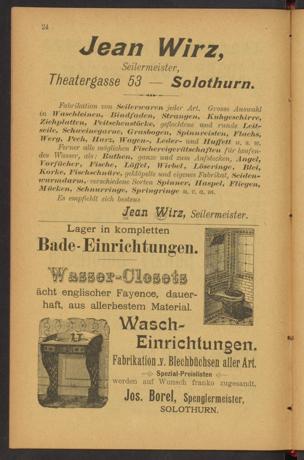 24
Jean Wirz,
Seilermeister,
Theatergasse 53 — Solothurn.
Fabrikation von Seilerwaren jeder Art. Grosse Auswahl
in Waschleinen, Bindfaden, Strangen, Kuhgeschirre,
Ziehplatten, Peitschenstöcke, geflochtene und runde Leit-
seile, Schweinegarne, Grasbogen, Spinnreisten, Fluchs,
Werg, Pech, Harz, Wagen-, Leder- und Huffett u. s. w.
Ferner alle möglichen Fischereigerätschaften für laufen-
des Wasser, als: Ruthen, ganze und zum Aufstecken, Angel,
Vorfücher, Fische, Löffel, Wirbel, Löseringe, Blei,
Korke, Fischschnüre, geklöppelt und eigenes Fabrikat, Seiden-
wurmdarm, verschiedene Sorten Spinner, Haspel, Fliegen,
Mücken, Schnurringe, Springringe u. s. w.
Es empfiehlt sich bestens
Jean Wirz, Seilermeister.
Lager in kompletten
Bade-Einrichtungen.
Wasser-Closets
ächt englischer Fayence, dauer-
haft, aus allerbestem Material.
Wasch-
Einrichtungen.
Fabrikation v. Blechbüchsen aller Art.
Spezial-Preislisten
werden auf Wunsch franko zugesandt.
Jos. Borel, Spenglermeister,
SOLOTHURN.